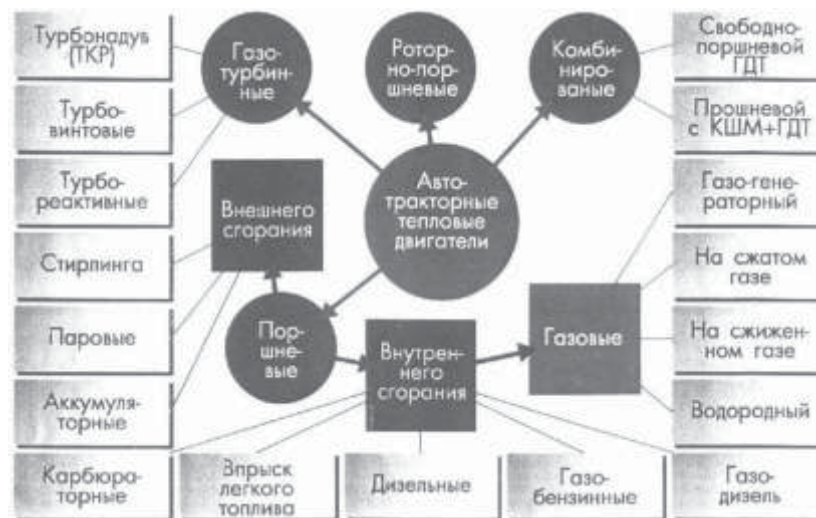 Турбонадув
(ТКР)
Газо-
турбин-
ные
Ротор-
но-пор-
шневые
Комби-
нирован­ые
Свободно-
поршневой
ГДТ
Турбо-
винтовые
Прошневой
с КШМ+ГДТ
Турбо-
реактивные
Внешнего
сгорания
Авто-
тракторные
тепловые
двигатели
Газо-гене-
раторный
Стирлинга
На сжатом
газе
Паровые
Пор-
шне-
вые
Внутрен-
него
сгорания
Газовые
На сжижен-
ном газе
Аккумуля-
торные
Водородный
Карбюра-
торные
Впрыск
легкого
топлива
Дизельные
Газо-
бензинные
Газо-
дизель